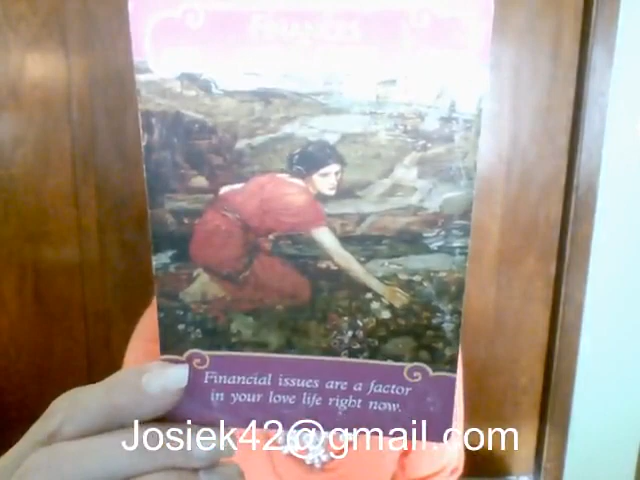 FINANCES
Financial issues are a factor
in your love life right now.
Josiek42@gmail.com